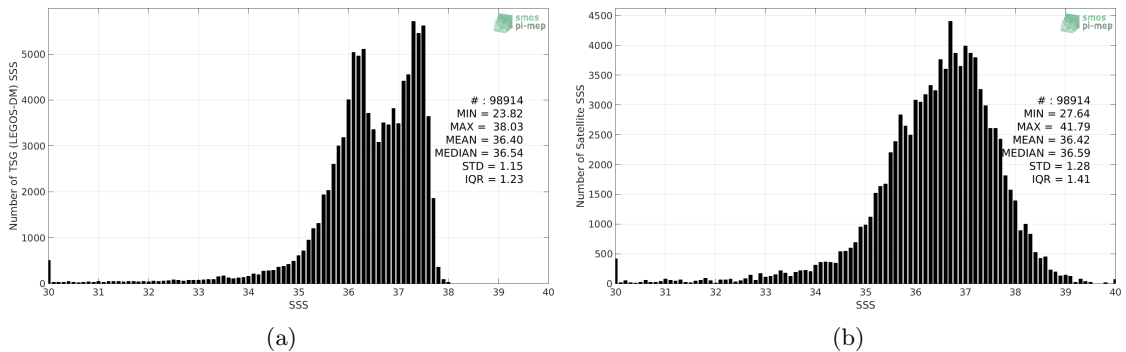 smos
pi-mep
Number of TSG (LEGOS-DM) SSS
5000
4000
3000
2000
1000
0
# : 98914
MIN = 23.82
MAX = 38.03
MEAN = 36.40
MEDIAN = 36.54
STD = 1.15
IQR = 1.23
30 31 32 33 34 35 36 37 38 39 40
SSS
(a)
smos
pi-mep
Number of Satellite SSS
4500
4000
3500
3000
2500
2000
1500
1000
500
0
# : 98914
MIN = 27.64
MAX = 41.79
MEAN = 36.42
MEDIAN = 36.59
STD = 1.28
IQR = 1.41
30 31 32 33 34 35 36 37 38 39 40
SSS
(b)